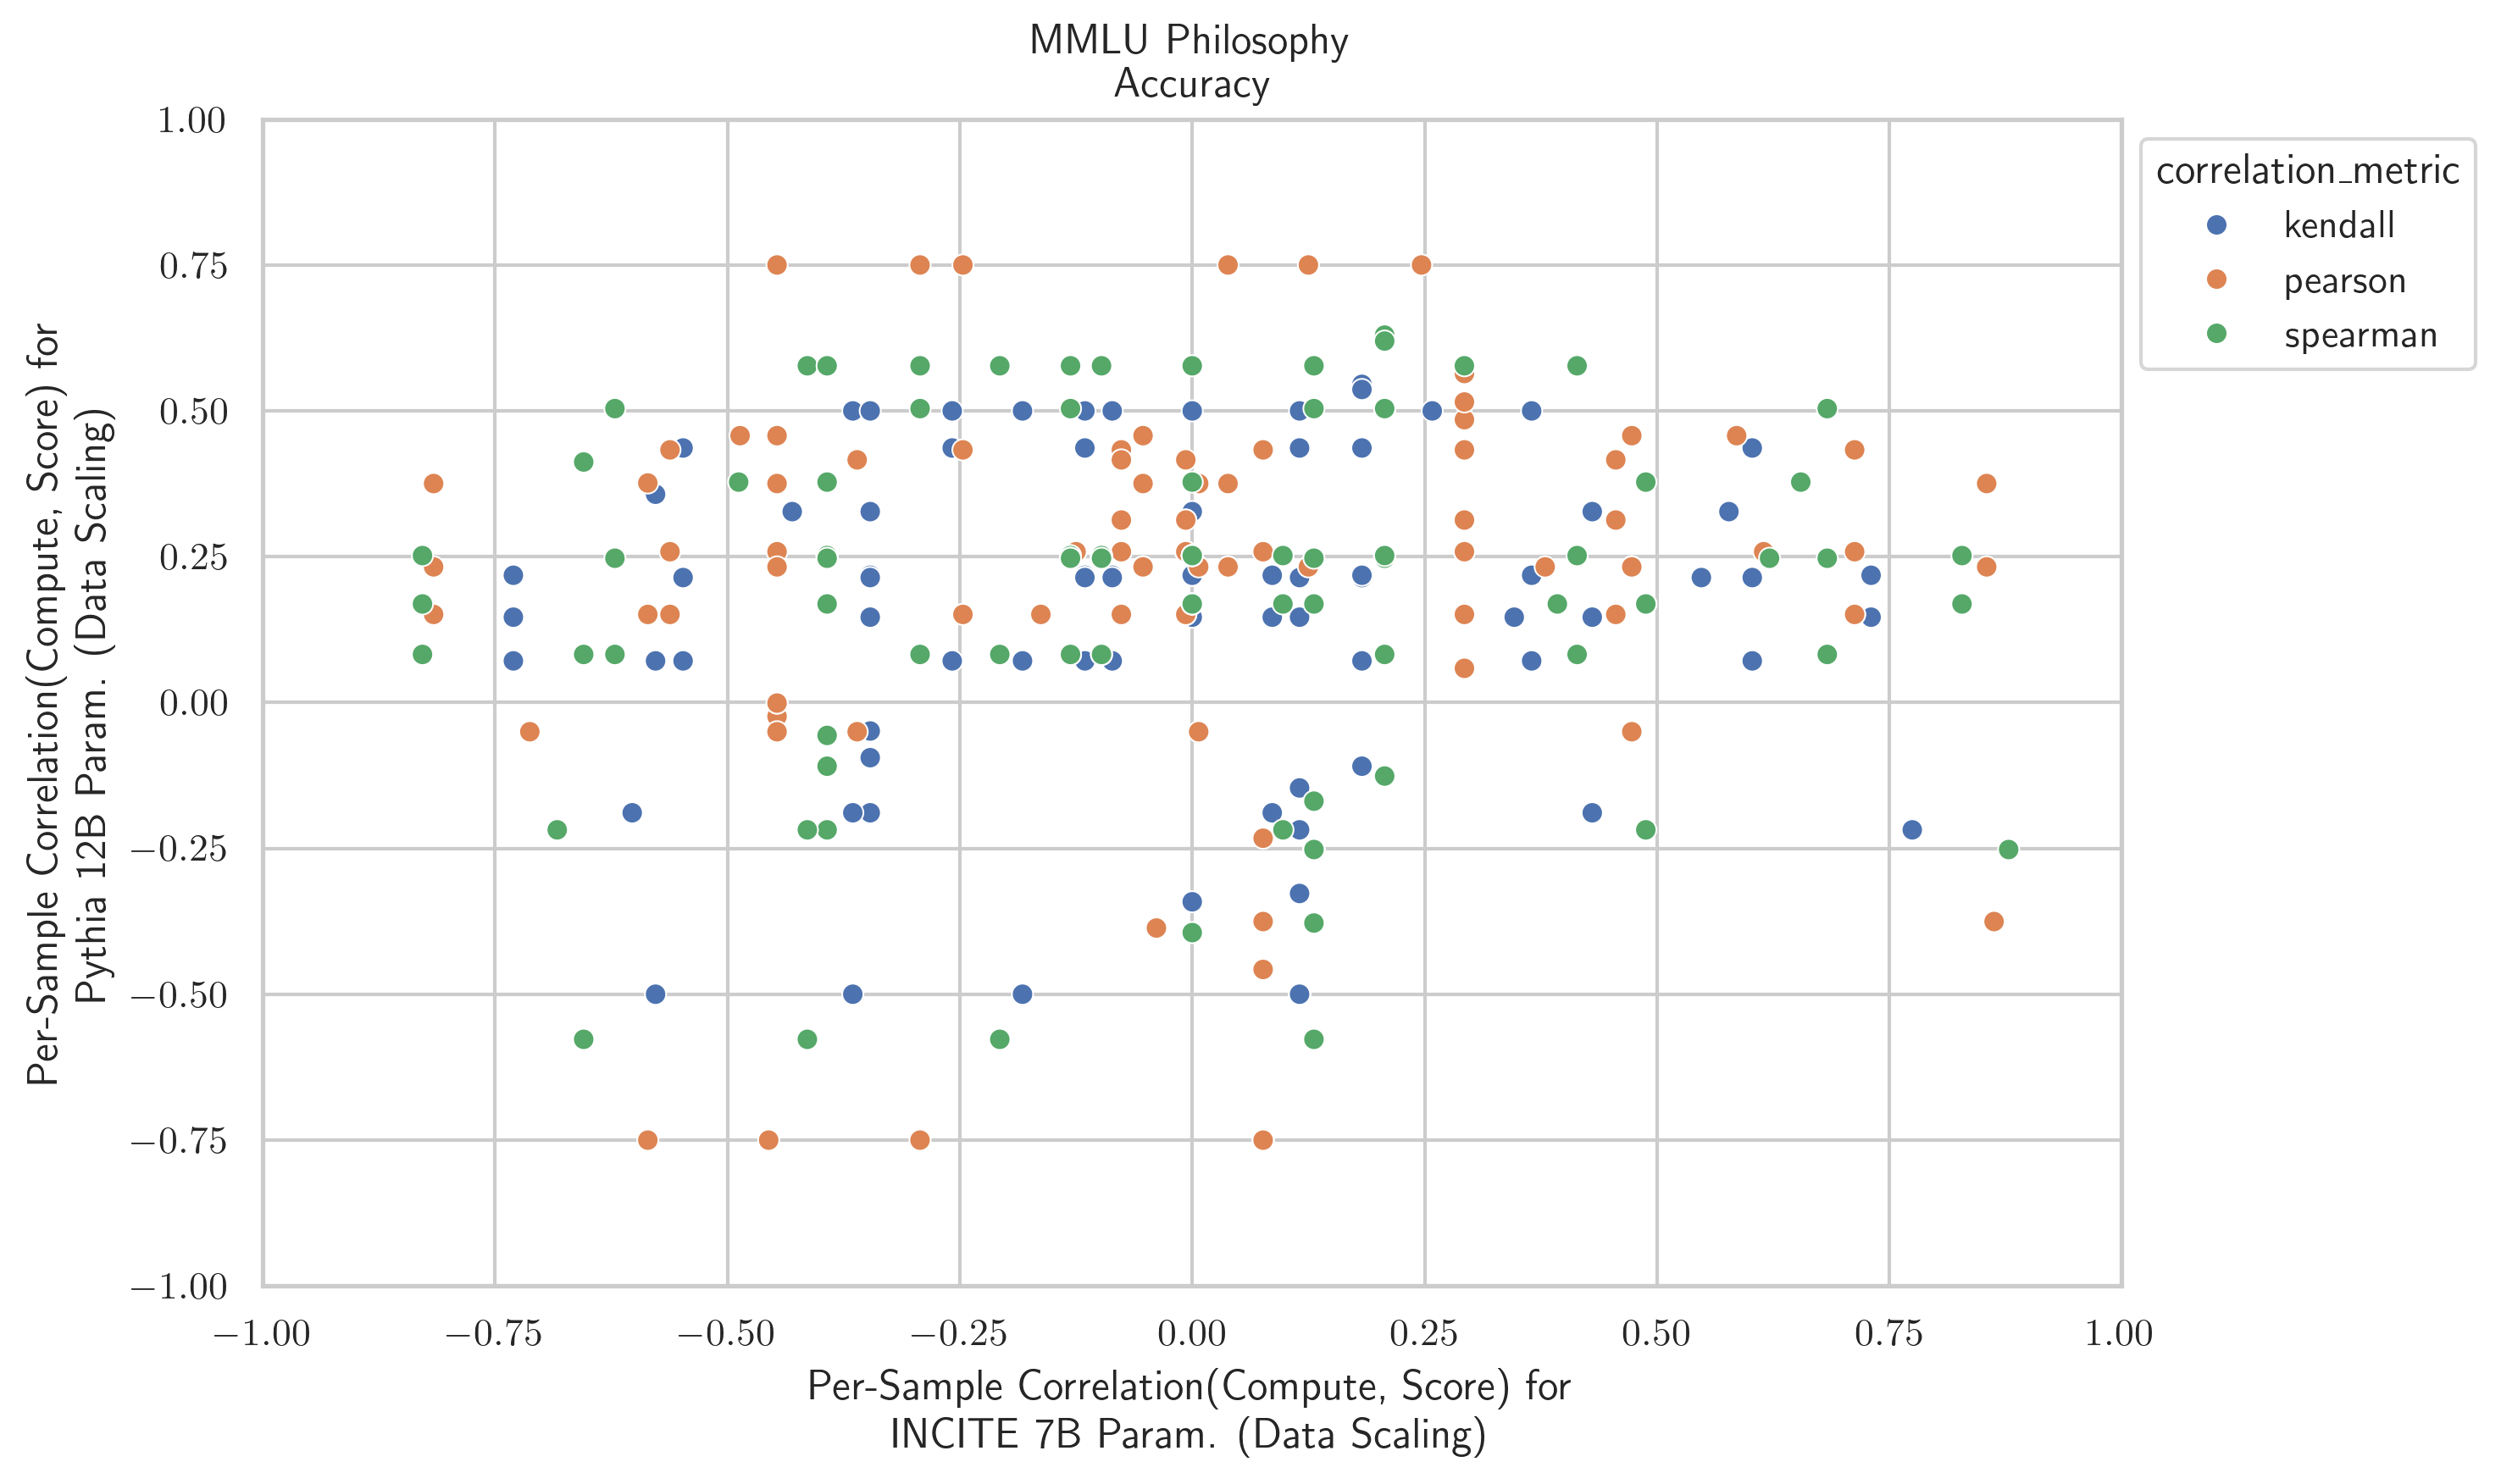 MMLU Philosophy
Accuracy
Per-Sample Correlation(Compute, Score) for
Pythia 12B Param. (Data Scaling)
1.00
0.75
0.50
0.25
0.00
−0.25
−0.50
−0.75
−1.00
−1.00
−0.75
−0.50
−0.25
0.00
0.25
0.50
0.75
1.00
Per-Sample Correlation(Compute, Score) for
INCITE 7B Param. (Data Scaling)
correlation_metric
kendall
pearson
spearman